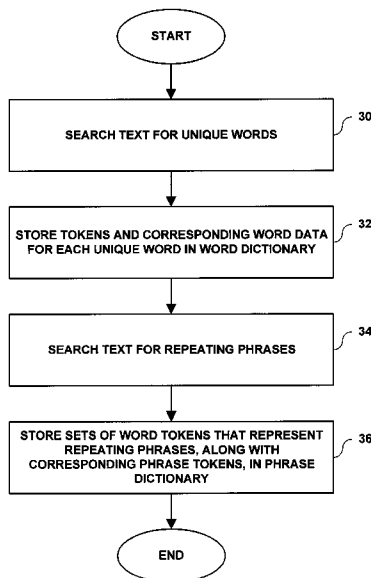 START
30
SEARCH TEXT FOR UNIQUE WORDS
32
STORE TOKENS AND CORRESPONDING WORD DATA
FOR EACH UNIQUE WORD IN WORD DICTIONARY
34
SEARCH TEXT FOR REPEATING PHRASES
36
STORE SETS OF WORD TOKENS THAT REPRESENT
REPEATING PHRASES, ALONG WITH
CORRESPONDING PHRASE TOKENS, IN PHRASE
DICTIONARY
END